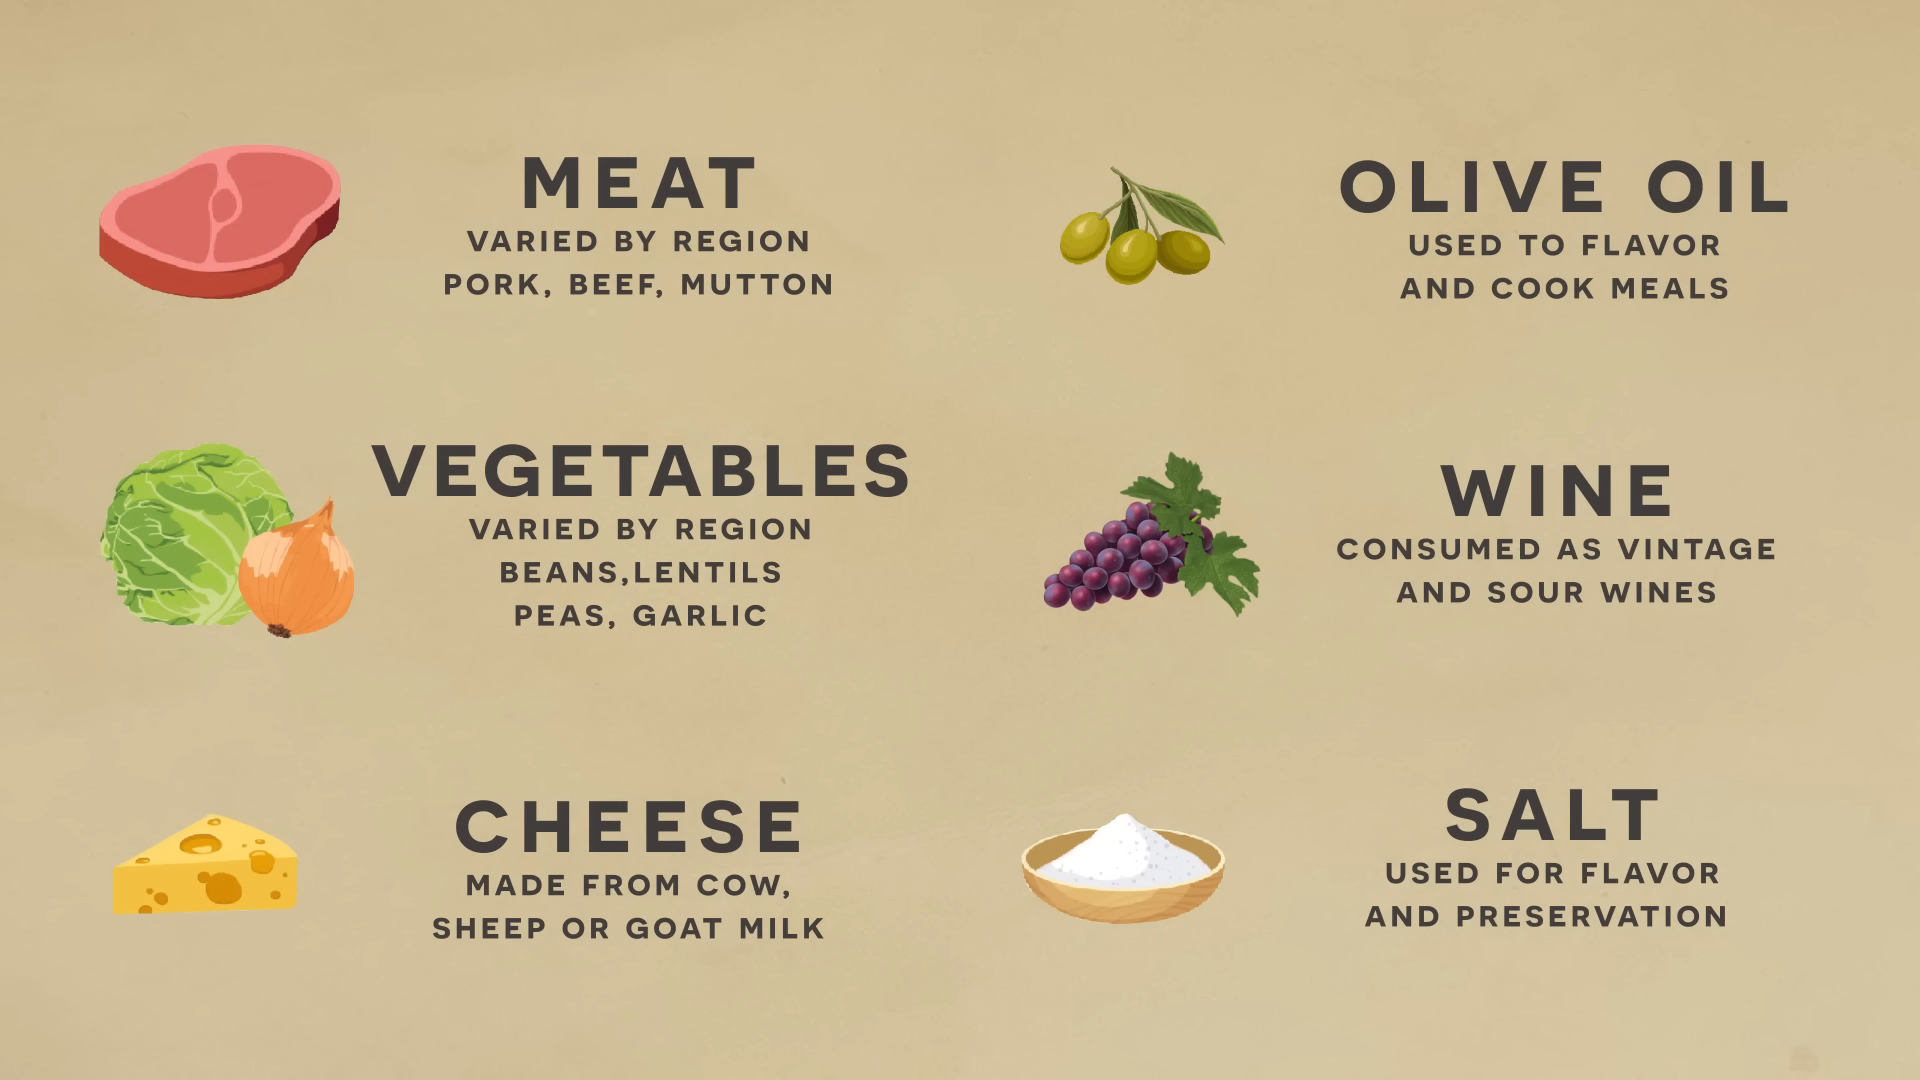 MEAT
VARIED BY REGION
PORK, BEEF, MUTTON
OLIVE OIL
USED TO FLAVOR
AND COOK MEALS
VEGETABLES
VARIED BY REGION
BEANS,LENTILS
PEAS, GARLIC
WINE
CONSUMED AS VINTAGE
AND SOUR WINES
CHEESE
MADE FROM COW,
SHEEP OR GOAT MILK
SALT
USED FOR FLAVOR
AND PRESERVATION